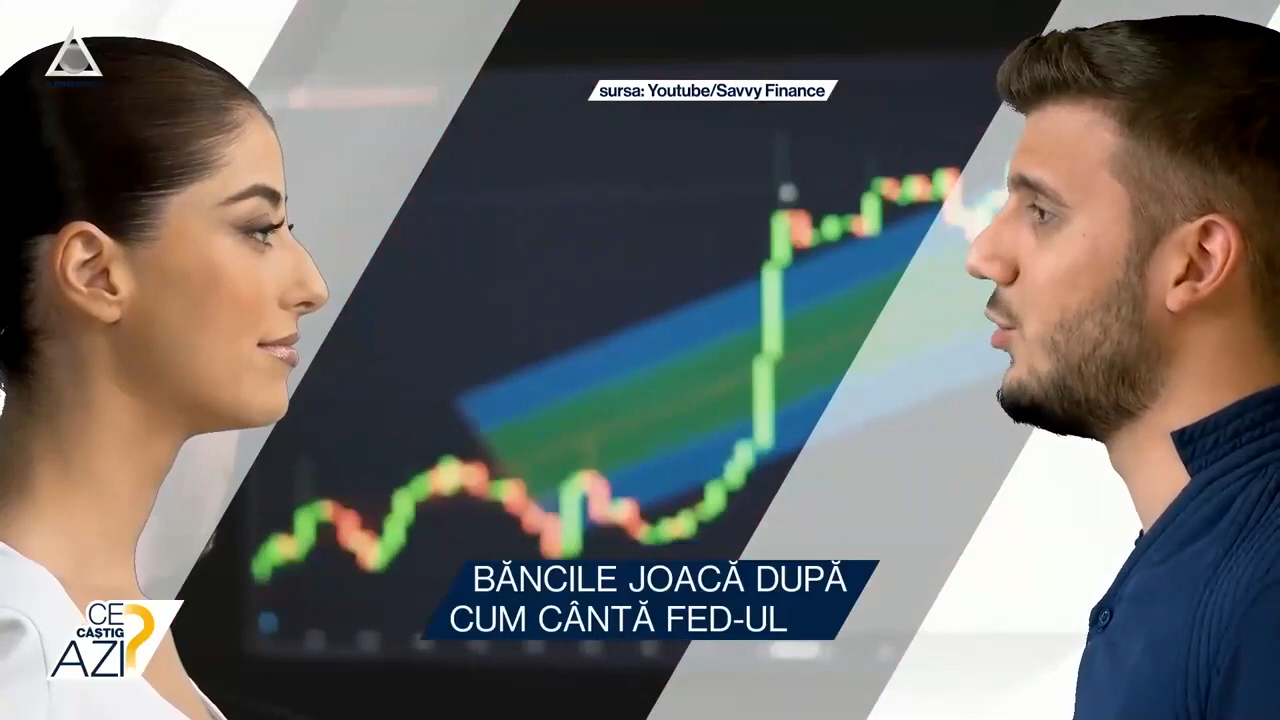 sursa: Youtube/Savvy Finance
BĂNCILE JOACĂ DUPĂ
CUM CÂNTĂ FED-UL
CE
CÂȘTIG
AZI?